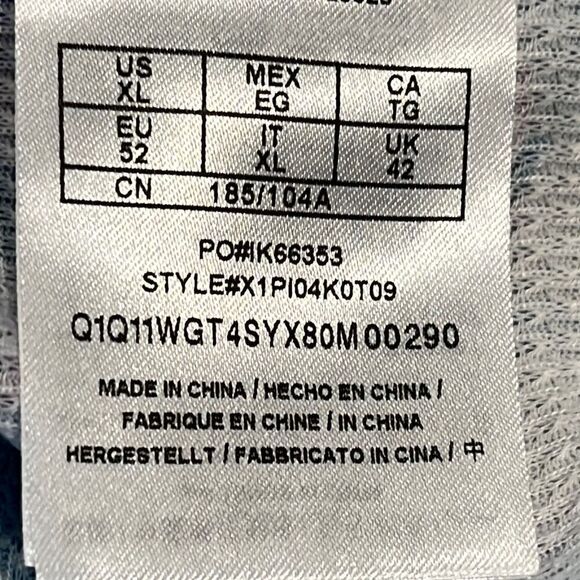 US XL MEX EG CA TG
EU 52 IT XL UK 42
CN 185/104A
PO#IK66353
STYLE#X1PI04K0T09
Q1Q11WGT4SYX80M00290
MADE IN CHINA / HECHO EN CHINA /
FABRIQUE EN CHINE / IN CHINA
HERGESTELLT / FABBRICATO IN CINA / 中